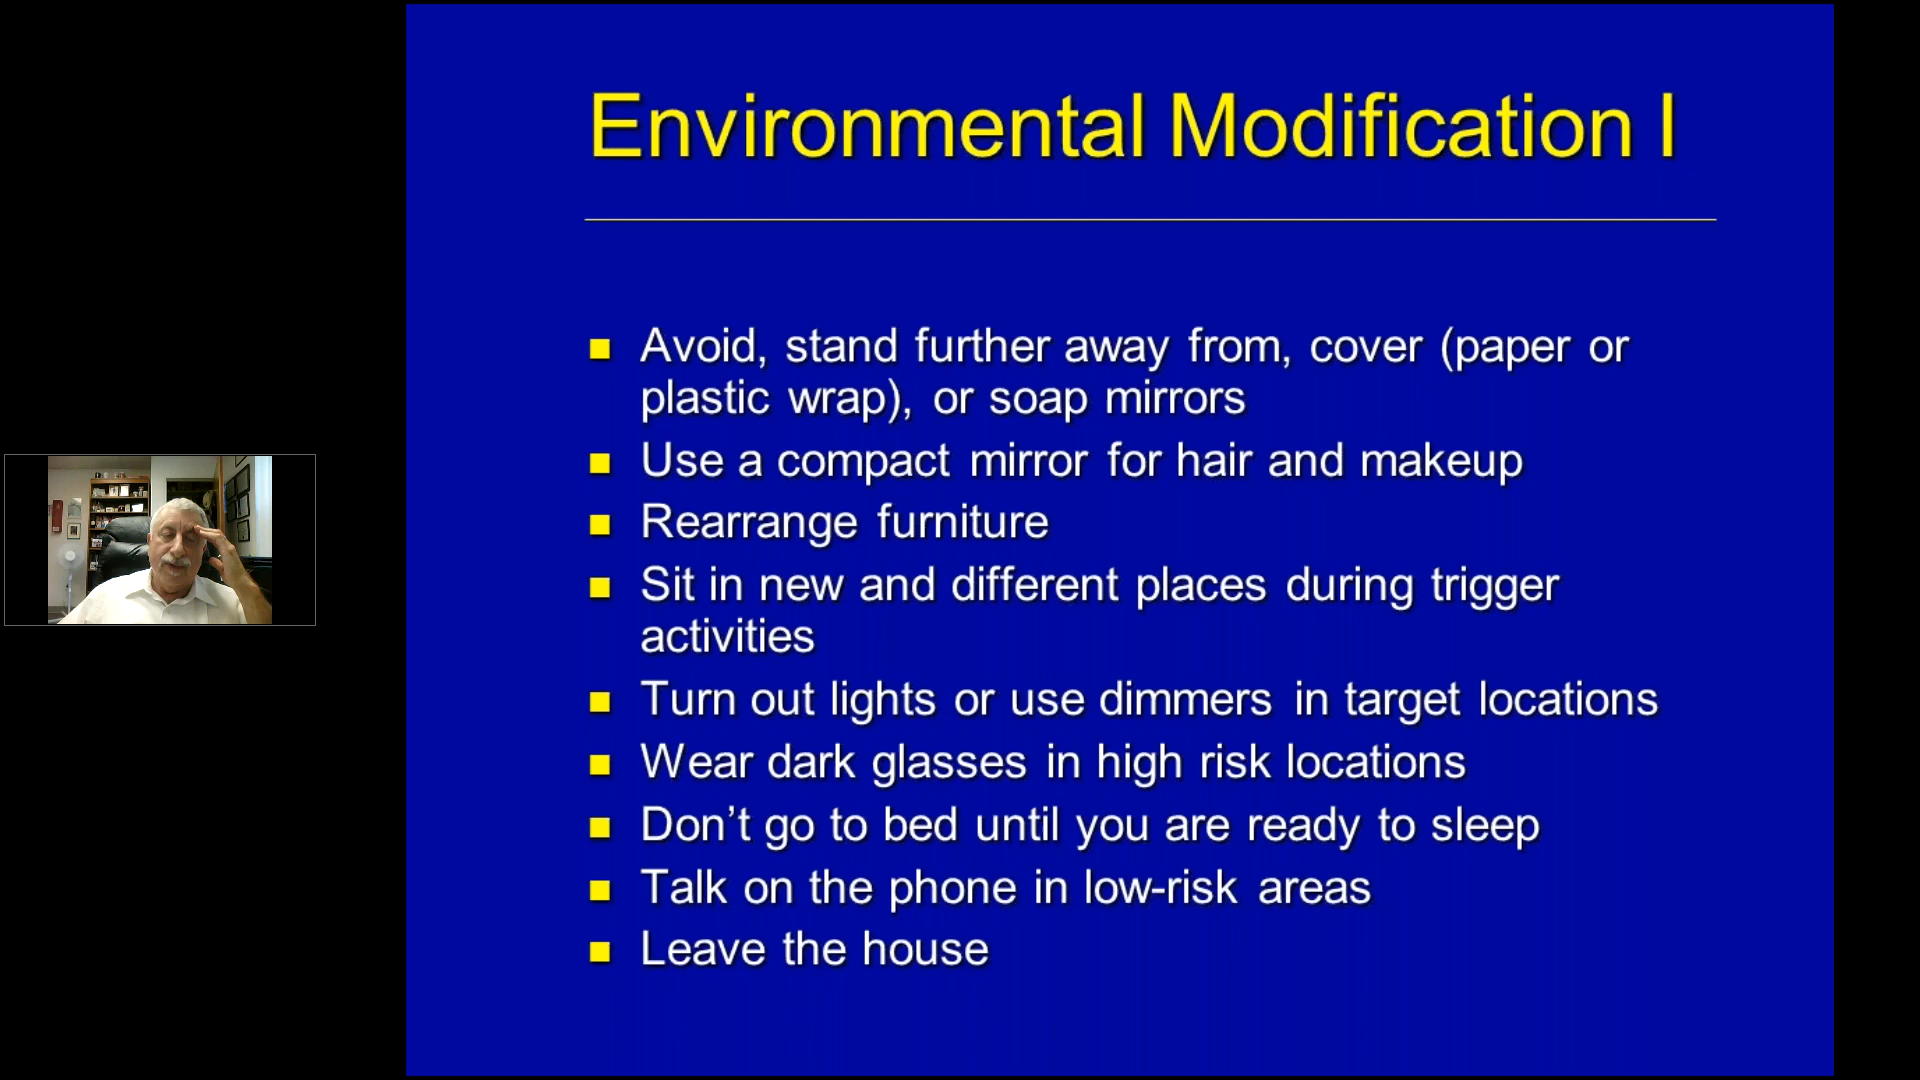 Environmental Modification I
Avoid, stand further away from, cover (paper or
plastic wrap), or soap mirrors
Use a compact mirror for hair and makeup
Rearrange furniture
Sit in new and different places during trigger
activities
Turn out lights or use dimmers in target locations
Wear dark glasses in high risk locations
Don’t go to bed until you are ready to sleep
Talk on the phone in low-risk areas
Leave the house